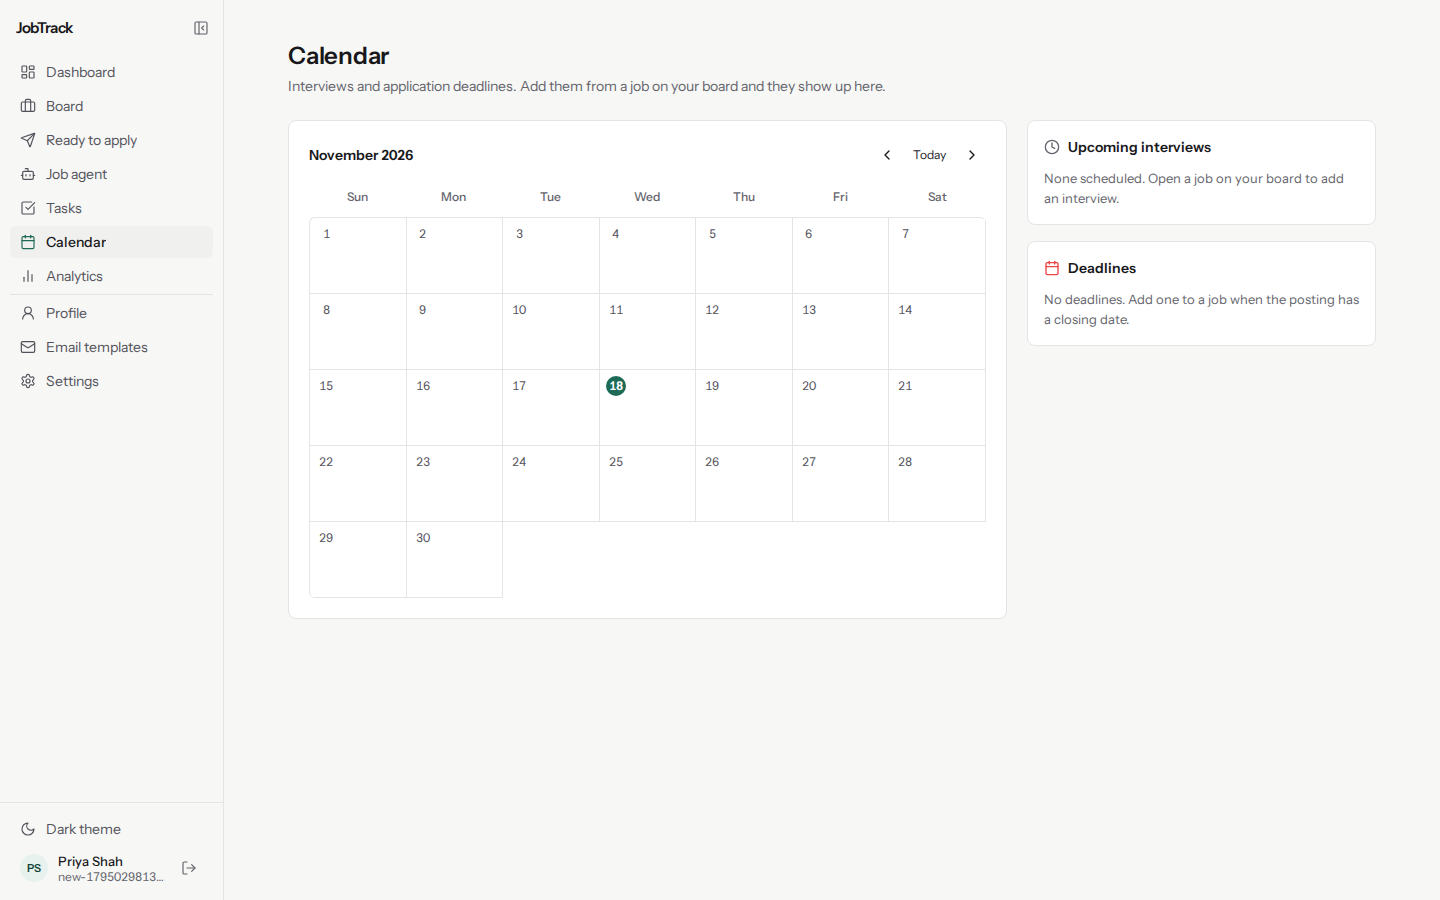 JobTrack
Dashboard
Board
Ready to apply
Job agent
Tasks
Calendar
Analytics
Profile
Email templates
Settings
Dark theme
PS
Priya Shah
new-1795029813...
Calendar
Interviews and application deadlines. Add them from a job on your board and they show up here.
November 2026
Today
Sun Mon Tue Wed Thu Fri Sat
1 2 3 4 5 6 7
8 9 10 11 12 13 14
15 16 17 18 19 20 21
22 23 24 25 26 27 28
29 30
Upcoming interviews
None scheduled. Open a job on your board to add
an interview.
Deadlines
No deadlines. Add one to a job when the posting has
a closing date.